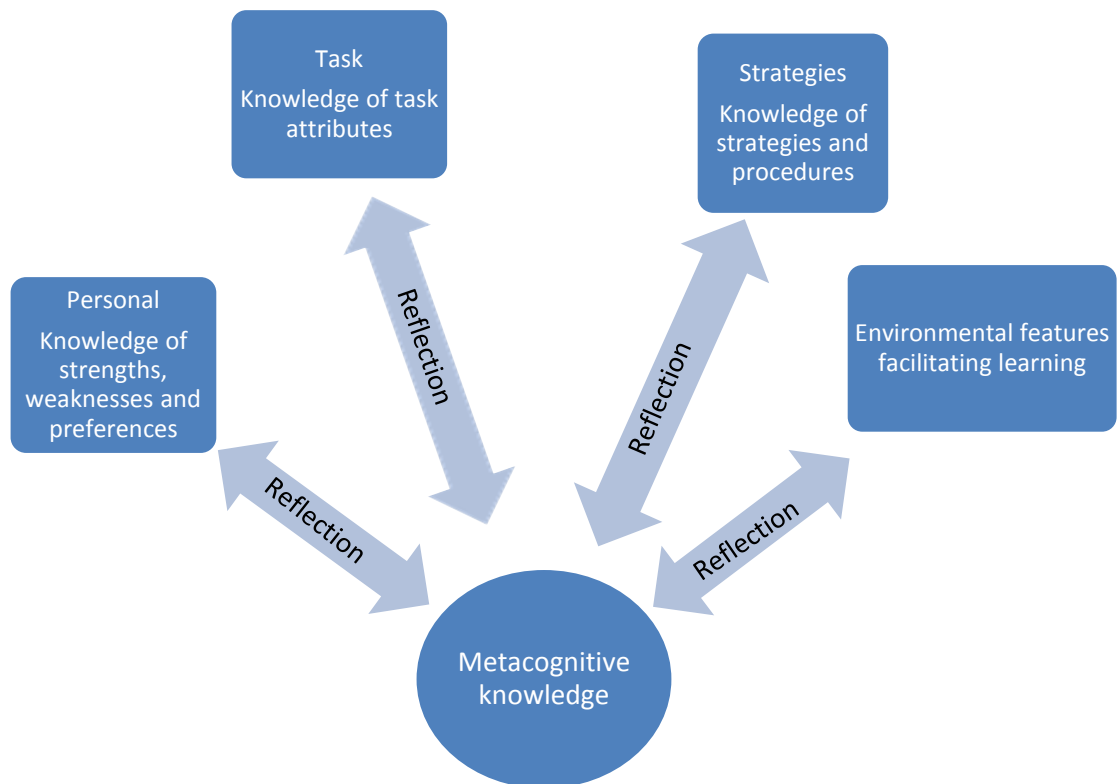 Task
Knowledge of task
attributes
Strategies
Knowledge of
strategies and
procedures
Personal
Knowledge of
strengths,
weaknesses and
preferences
Environmental features
facilitating learning
Reflection
Reflection
Reflection
Reflection
Metacognitive
knowledge